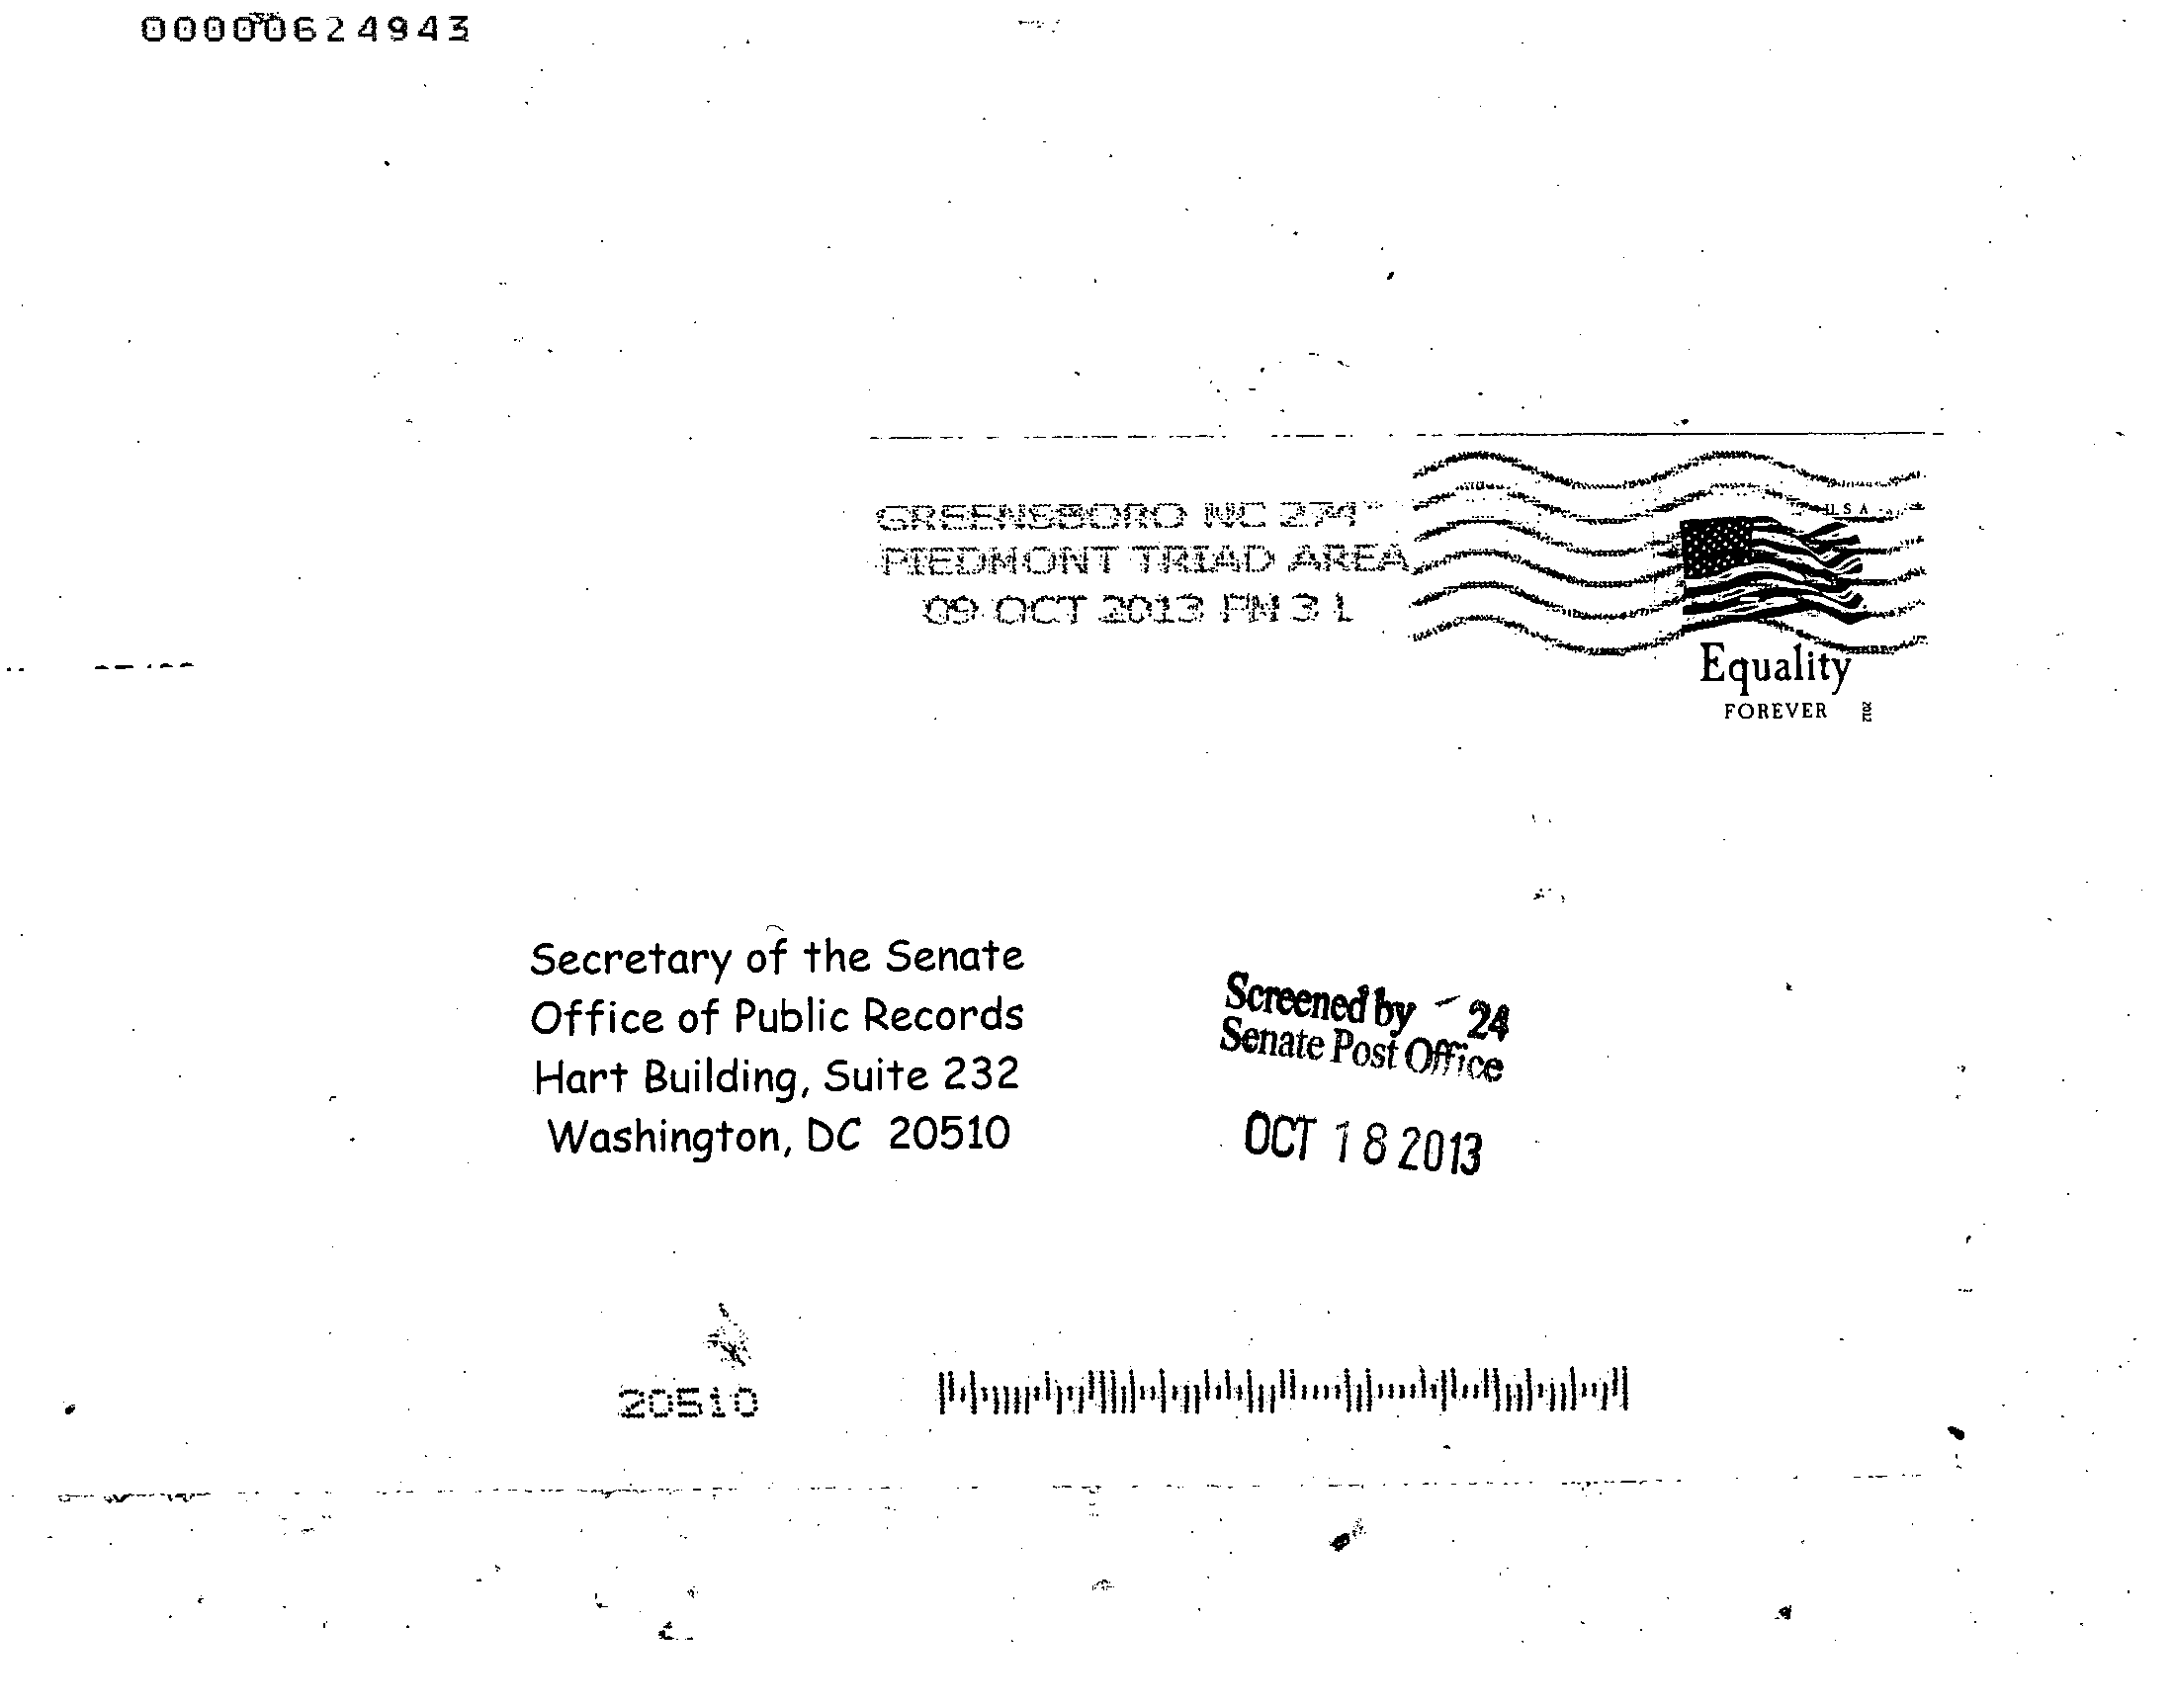 00000624943
GREENSBORO NC 274
PIEDMONT TRIAD AREA
09 OCT 2013 PM 3 L
USA
Equality
FOREVER
2012
Secretary of the Senate
Office of Public Records
Hart Building, Suite 232
Washington, DC 20510
Screened by 24
Senate Post Office
OCT 18 2013
20510